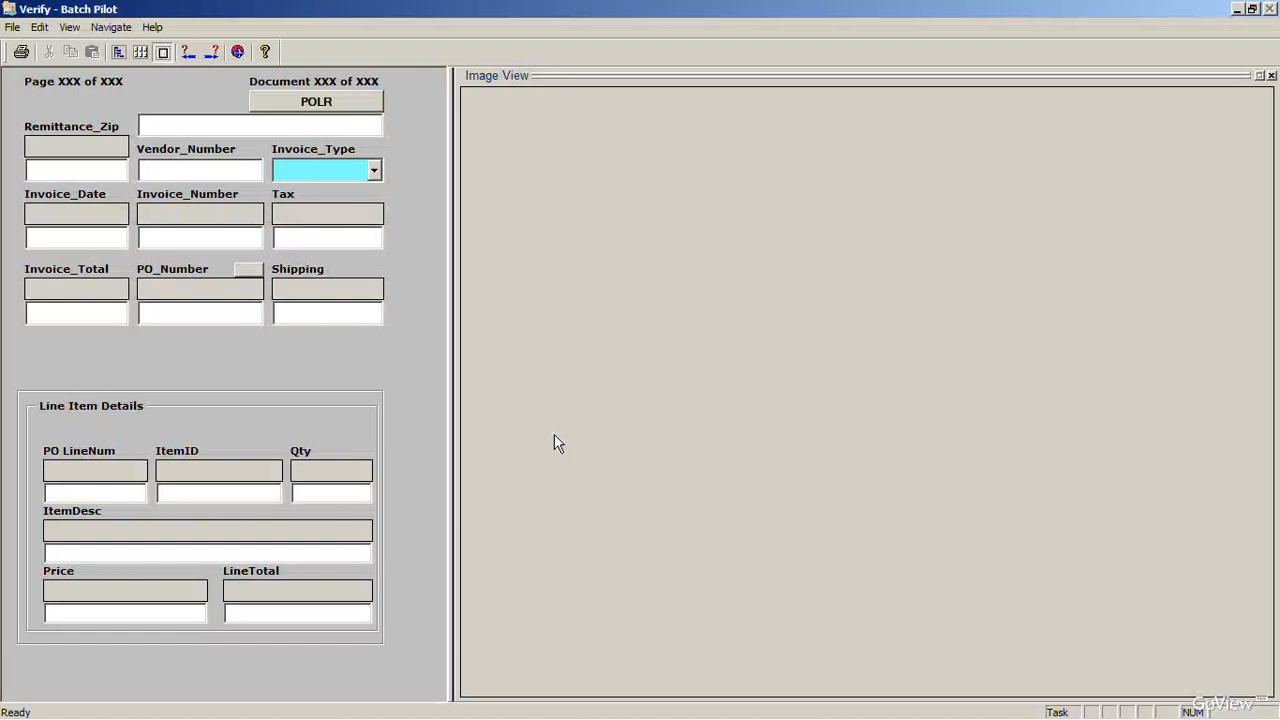 Verify - Batch Pilot
File Edit View Navigate Help
Page XXX of XXX
Document XXX of XXX
POLR
Remittance_Zip
Vendor_Number
Invoice_Type
Invoice_Date
Invoice_Number
Tax
Invoice_Total
PO_Number
Shipping
Line Item Details
PO LineNum
ItemID
Qty
ItemDesc
Price
LineTotal
Image View
GoView
Ready
Task
NUM